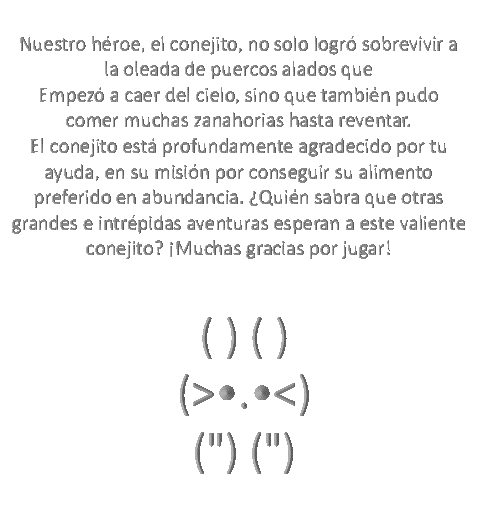 Nuestro héroe, el conejito, no solo logró sobrevivir a
la oleada de puercos alados que
Empezó a caer del cielo, sino que también pudo
comer muchas zanahorias hasta reventar.
El conejito está profundamente agradecido por tu
ayuda, en su misión por conseguir su alimento
preferido en abundancia. ¿Quién sabra que otras
grandes e intrépidas aventuras esperan a este valiente
conejito? ¡Muchas gracias por jugar!
( ) ( )
(>•.•<)
(") (")